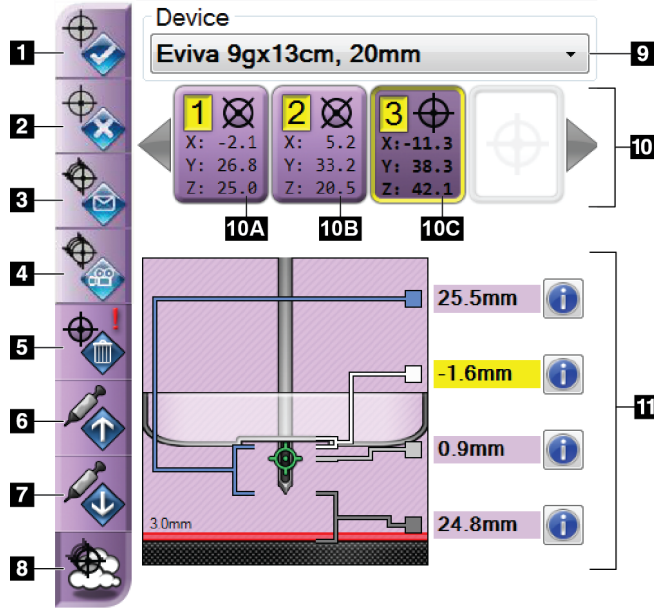 Device
1
Eviva 9gx13cm, 20mm
9
2
1
2
3
X: -2.1
X: 5.2
X:-11.3
10
Y: 26.8
Y: 33.2
Y: 38.3
3
Z: 25.0
Z: 20.5
Z: 42.1
10A
10B
10C
4
25.5mm
5
!
-1.6mm
11
6
0.9mm
7
3.0mm
24.8mm
8
i
i
i
i